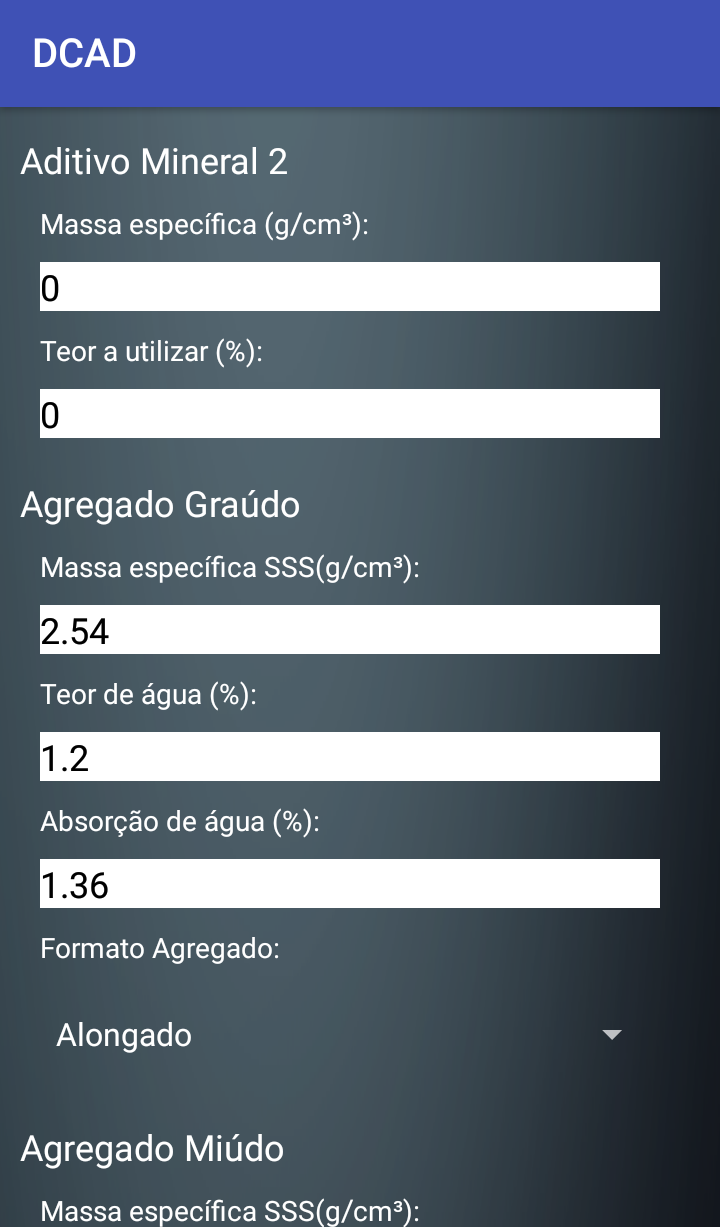 DCAD
Aditivo Mineral 2
Massa específica (g/cm³):
0
Teor a utilizar (%):
0
Agregado Graúdo
Massa específica SSS(g/cm³):
2.54
Teor de água (%):
1.2
Absorção de água (%):
1.36
Formato Agregado:
Alongado
Agregado Miúdo
Massa específica SSS(g/cm³):